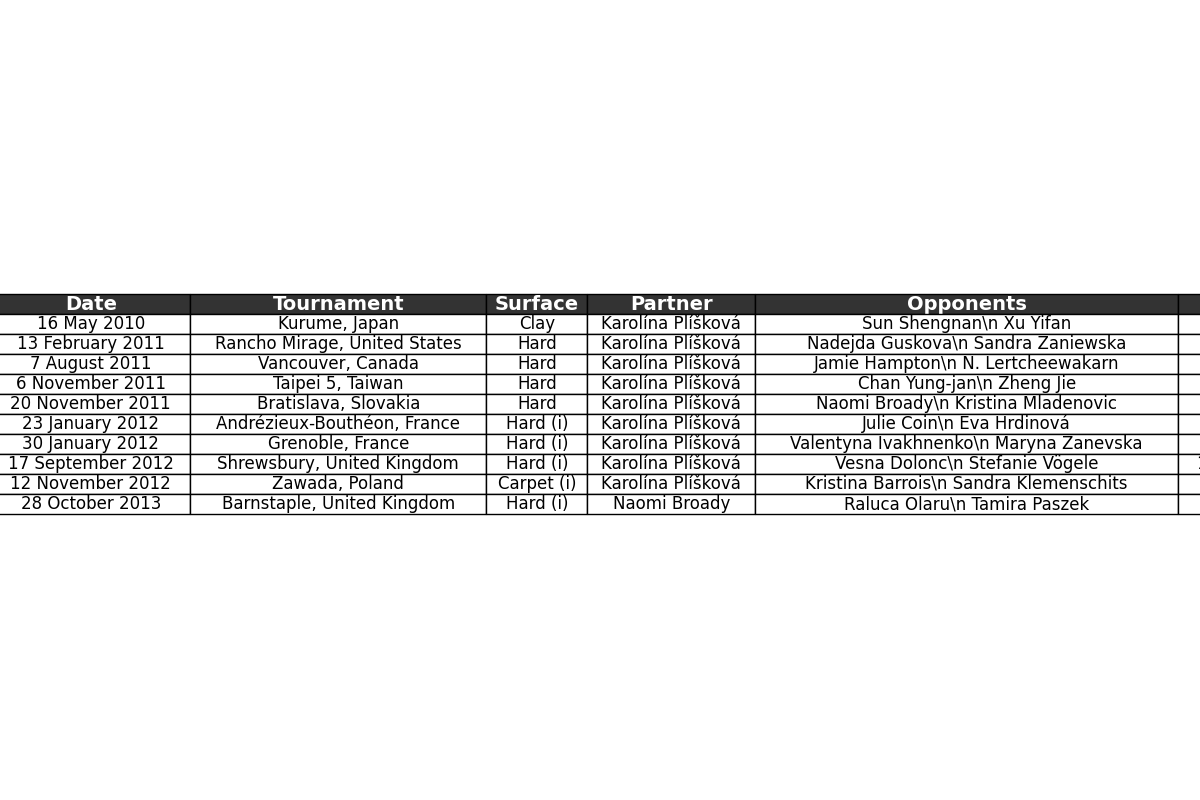 Date Tournament Surface Partner Opponents
16 May 2010 Kurume, Japan Clay Karolína Plíšková Sun Shengnan\n Xu Yifan
13 February 2011 Rancho Mirage, United States Hard Karolína Plíšková Nadejda Guskova\n Sandra Zaniewska
7 August 2011 Vancouver, Canada Hard Karolína Plíšková Jamie Hampton\n N. Lertcheewakarn
6 November 2011 Taipei 5, Taiwan Hard Karolína Plíšková Chan Yung-jan\n Zheng Jie
20 November 2011 Bratislava, Slovakia Hard Karolína Plíšková Naomi Broady\n Kristina Mladenovic
23 January 2012 Andrézieux-Bouthéon, France Hard (i) Karolína Plíšková Julie Coin\n Eva Hrdinová
30 January 2012 Grenoble, France Hard (i) Karolína Plíšková Valentyna Ivakhnenko\n Maryna Zanevska
17 September 2012 Shrewsbury, United Kingdom Hard (i) Karolína Plíšková Vesna Dolonc\n Stefanie Vögele
12 November 2012 Zawada, Poland Carpet (i) Karolína Plíšková Kristina Barrois\n Sandra Klemenschits
28 October 2013 Barnstaple, United Kingdom Hard (i) Naomi Broady Raluca Olaru\n Tamira Paszek